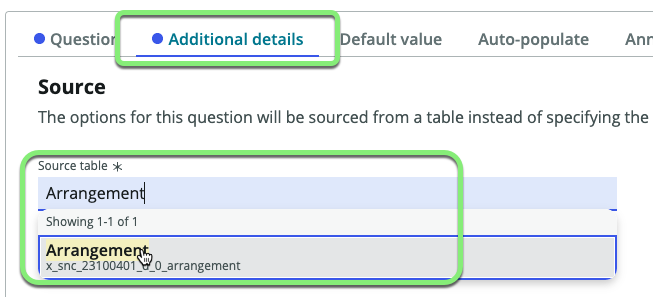 Question Additional details Default value Auto-populate Ann
Source
The options for this question will be sourced from a table instead of specifying the
Source table ∗
Arrangement
Showing 1-1 of 1
Arrangement
x_snc_23100401_d_0_arrangement